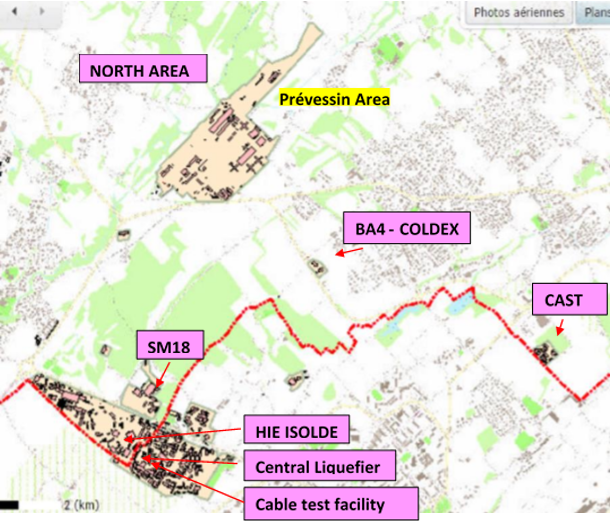 Photos aériennes
Plans
NORTH AREA
Prévessin Area
BA4 - COLDEX
CAST
SM18
HIE ISOLDE
Central Liquefier
Cable test facility
2 (km)